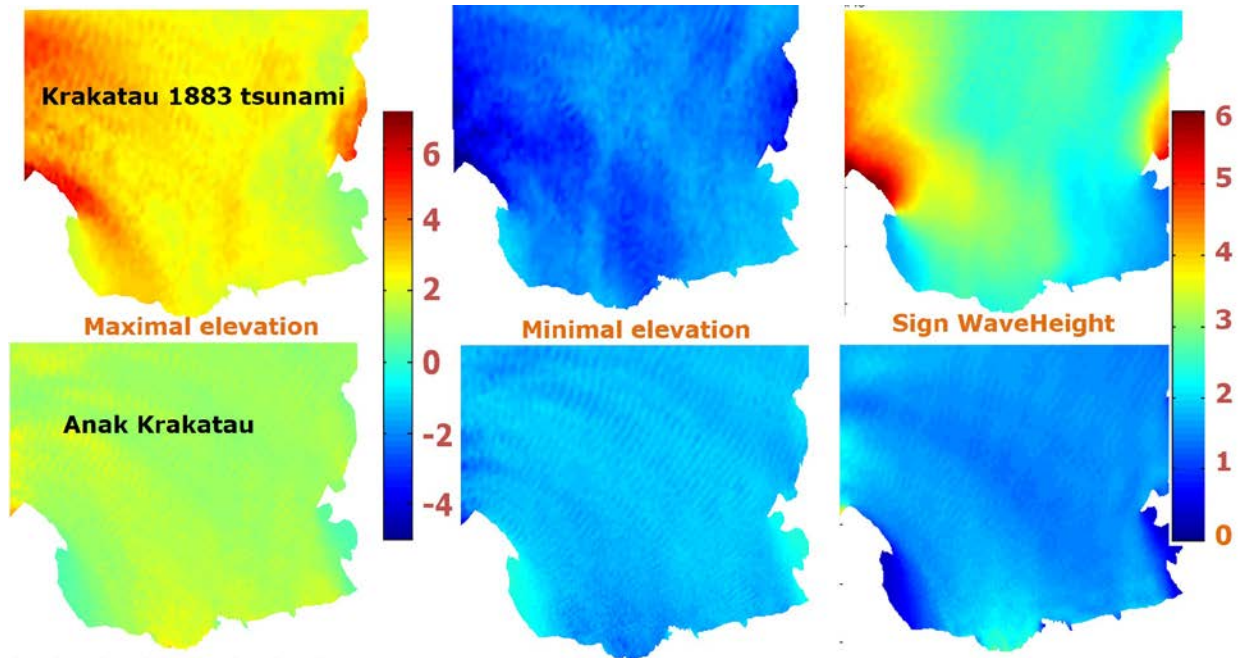 Krakatau 1883 tsunami
6
4
2
0
-2
-4
6
5
4
3
2
1
0
Maximal elevation
Minimal elevation
Sign WaveHeight
Anak Krakatau